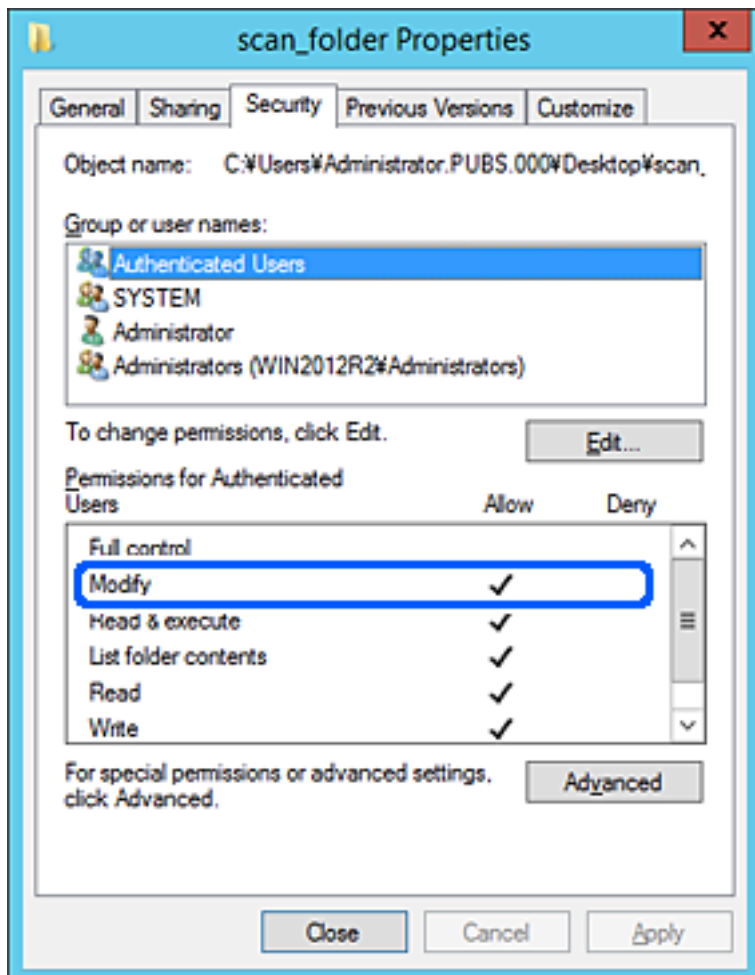 scan_folder Properties
x
General Sharing Security Previous Versions Customize
Object name: C:¥Users¥Administrator.PUBS.000¥Desktop¥scan_
Group or user names:
Authenticated Users
SYSTEM
Administrator
Administrators (WIN2012R2¥Administrators)
To change permissions, click Edit.
Edit...
Permissions for Authenticated
Users Allow Deny
Full control
Modify
Read & execute
List folder contents
Read
Write
For special permissions or advanced settings,
click Advanced.
Advanced
Close Cancel Apply